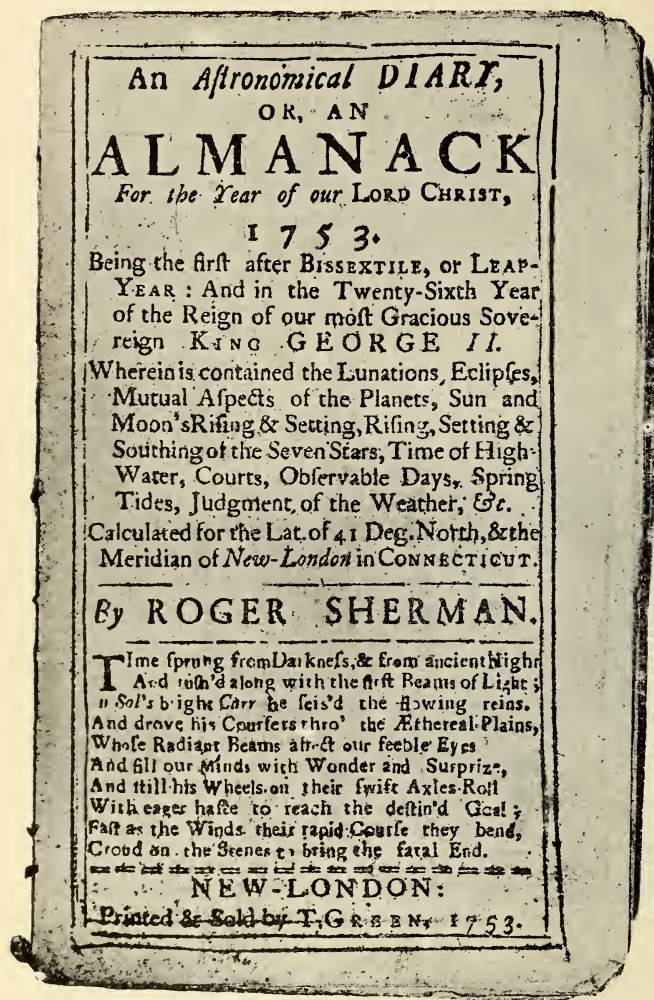 An Aſtronomical DIARY,
OR, AN
ALMANACK
For the Year of our LORD CHRIST,
1753.
Being the firſt after BISSEXTILE, or LEAP-
YEAR : And in the Twenty-Sixth Year
of the Reign of our moſt Gracious Sove-
reign KING GEORGE II.
Wherein is contained the Lunations, Eclipſes,
Mutual Aſpects of the Planets, Sun and
Moon's Riſing & Setting, Riſing, Setting &
Southing of the Seven Stars, Time of High-
Water, Courts, Obſervable Days, Spring
Tides, Judgment of the Weather, &c.
Calculated for the Lat. of 41 Deg. North, & the
Meridian of New-London in CONNECTICUT.
By ROGER SHERMAN.
TIme ſprung from Darkneſs, & from ancient Night
And ruſh'd along with the firſt Beams of Light ;
Sol's bright Carr he ſeis'd the flowing reins.
And drove his Courſers thro' the Æthereal Plains,
Whoſe Radiant Beams affect our feeble Eyes
And fill our Minds with Wonder and Surprize,
And ſtill his Wheels on their ſwift Axles Roll
With eager haſte to reach the deſtin'd Goal ;
Faſt as the Winds their rapid Courſe they bend,
Croud on the Scenes to bring the fatal End.
NEW-LONDON:
Printed & Sold by T. GREEN, 1753.